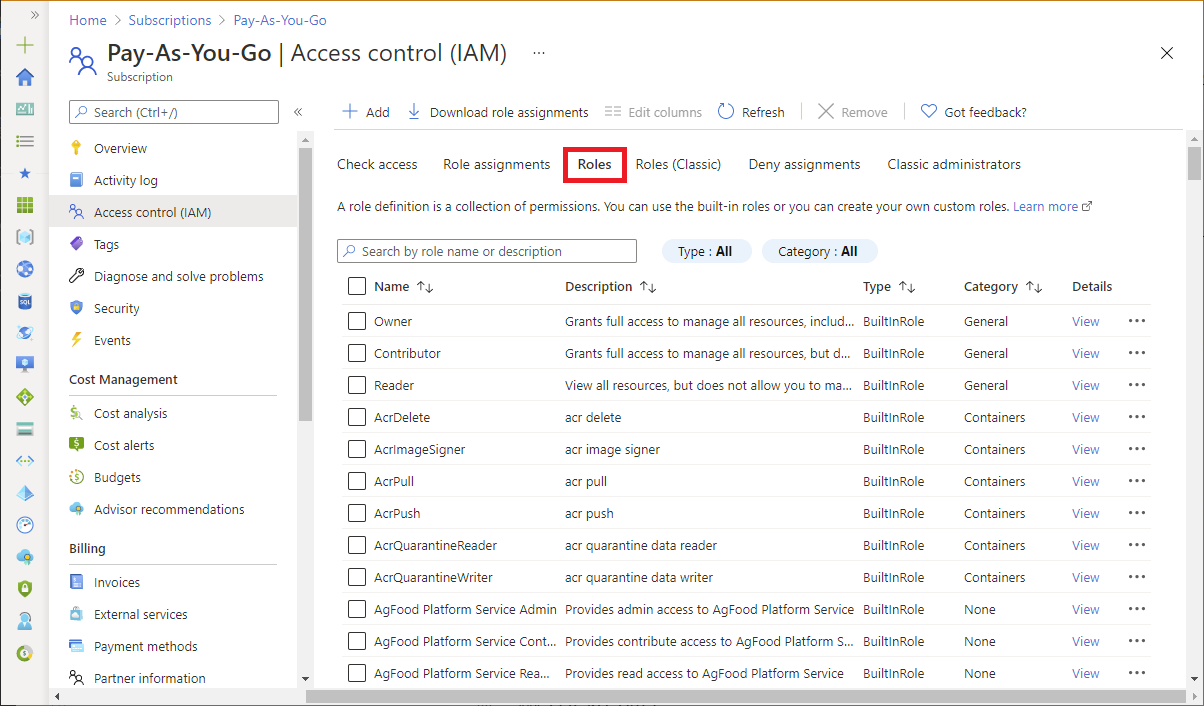 Home > Subscriptions > Pay-As-You-Go
Pay-As-You-Go | Access control (IAM) ...
Subscription
Search (Ctrl+/)
Overview
Activity log
Access control (IAM)
Tags
Diagnose and solve problems
Security
Events
Cost Management
Cost analysis
Cost alerts
Budgets
Advisor recommendations
Billing
Invoices
External services
Payment methods
Partner information
Add Download role assignments Edit columns Refresh Remove Got feedback?
Check access Role assignments Roles Roles (Classic) Deny assignments Classic administrators
A role definition is a collection of permissions. You can use the built-in roles or you can create your own custom roles. Learn more
Search by role name or description Type : All Category : All
Name Description Type Category Details
Owner Grants full access to manage all resources, includ... BuiltInRole General View
Contributor Grants full access to manage all resources, but d... BuiltInRole General View
Reader View all resources, but does not allow you to ma... BuiltInRole General View
AcrDelete acr delete BuiltInRole Containers View
AcrImageSigner acr image signer BuiltInRole Containers View
AcrPull acr pull BuiltInRole Containers View
AcrPush acr push BuiltInRole Containers View
AcrQuarantineReader acr quarantine data reader BuiltInRole Containers View
AcrQuarantineWriter acr quarantine data writer BuiltInRole Containers View
AgFood Platform Service Admin Provides admin access to AgFood Platform Service BuiltInRole None View
AgFood Platform Service Cont... Provides contribute access to AgFood Platform S... BuiltInRole None View
AgFood Platform Service Rea... Provides read access to AgFood Platform Service BuiltInRole None View